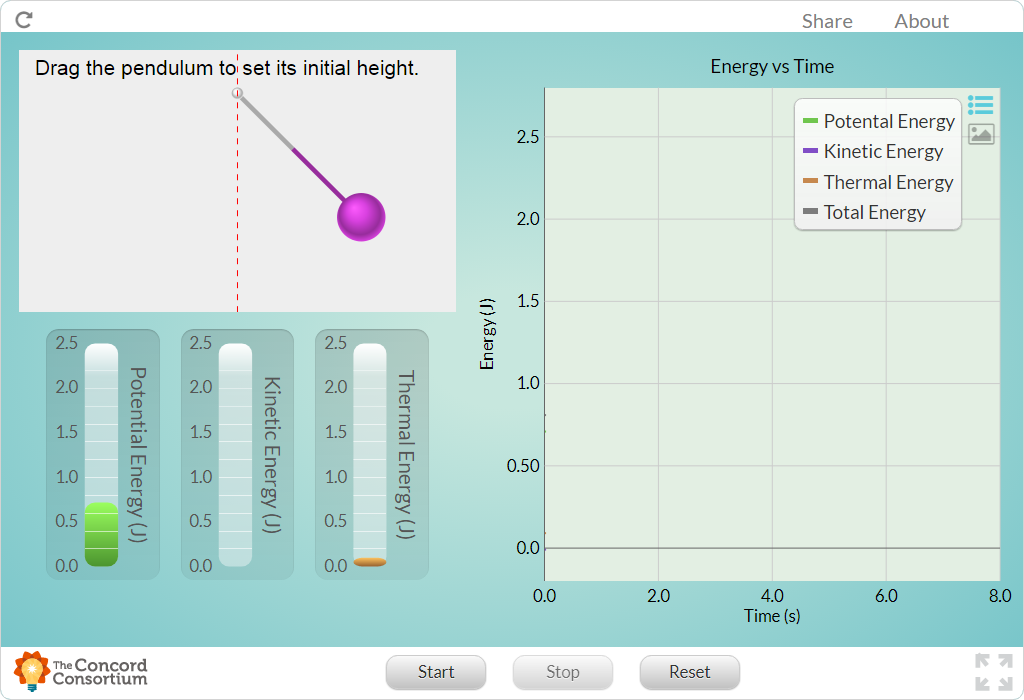 Share About
Drag the pendulum to set its initial height.
Energy vs Time
Potental Energy
Kinetic Energy
Thermal Energy
Total Energy
2.5
2.0
1.5
1.0
0.50
0.0
Energy (J)
0.0 2.0 4.0 6.0 8.0
Time (s)
2.5
2.0
1.5
1.0
0.5
0.0
Potential Energy (J)
2.5
2.0
1.5
1.0
0.5
0.0
Kinetic Energy (J)
2.5
2.0
1.5
1.0
0.5
0.0
Thermal Energy (J)
The Concord
Consortium
Start Stop Reset